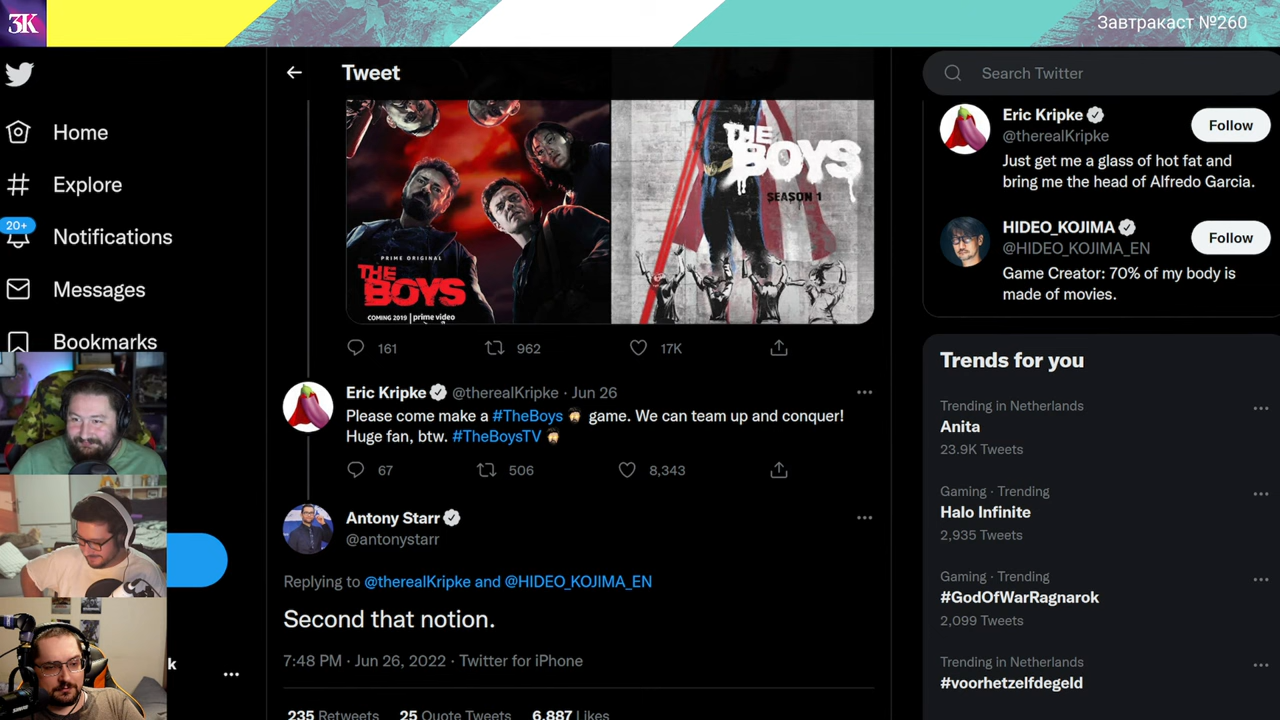 ЗК
Завтракаст №260
Home
Explore
20+
Notifications
Messages
Bookmarks
k
Tweet
PRIME ORIGINAL
THE
BOYS
COMING 2019 | prime video
THE
BOYS
SEASON 1
161 962 17K
Eric Kripke @therealKripke · Jun 26
Please come make a #TheBoys game. We can team up and conquer!
Huge fan, btw. #TheBoysTV
67 506 8,343
Antony Starr
@antonystarr
Replying to @therealKripke and @HIDEO_KOJIMA_EN
Second that notion.
7:48 PM · Jun 26, 2022 · Twitter for iPhone
235 Retweets 25 Quote Tweets 6,887 Likes
Search Twitter
Eric Kripke
@therealKripke
Follow
Just get me a glass of hot fat and
bring me the head of Alfredo Garcia.
HIDEO_KOJIMA
@HIDEO_KOJIMA_EN
Follow
Game Creator: 70% of my body is
made of movies.
Trends for you
Trending in Netherlands
Anita
23.9K Tweets
Gaming · Trending
Halo Infinite
2,935 Tweets
Gaming · Trending
#GodOfWarRagnarok
2,099 Tweets
Trending in Netherlands
#voorhetzelfdegeld